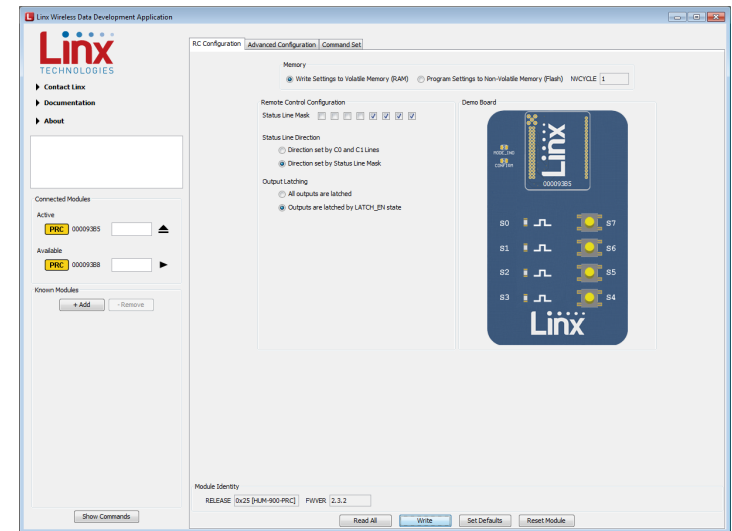 Linx Wireless Data Development Application
Linx
TECHNOLOGIES
Contact Linx
Documentation
About
Connected Modules
Active
PRC 000093B5
Available
PRC 000093B8
Known Modules
+ Add - Remove
Show Commands
RC Configuration Advanced Configuration Command Set
Memory
Write Settings to Volatile Memory (RAM) Program Settings to Non-Volatile Memory (Flash) NVCYCLE 1
Remote Control Configuration
Status Line Mask
Status Line Direction
Direction set by C0 and C1 Lines
Direction set by Status Line Mask
Output Latching
All outputs are latched
Outputs are latched by LATCH_EN state
Demo Board
Linx
MODE_IND
CONFIRM
000093B5
S0 S7
S1 S6
S2 S5
S3 S4
Linx
Module Identity
RELEASE 0x25 [HUM-900-PRC] FWVER 2.3.2
Read All Write Set Defaults Reset Module